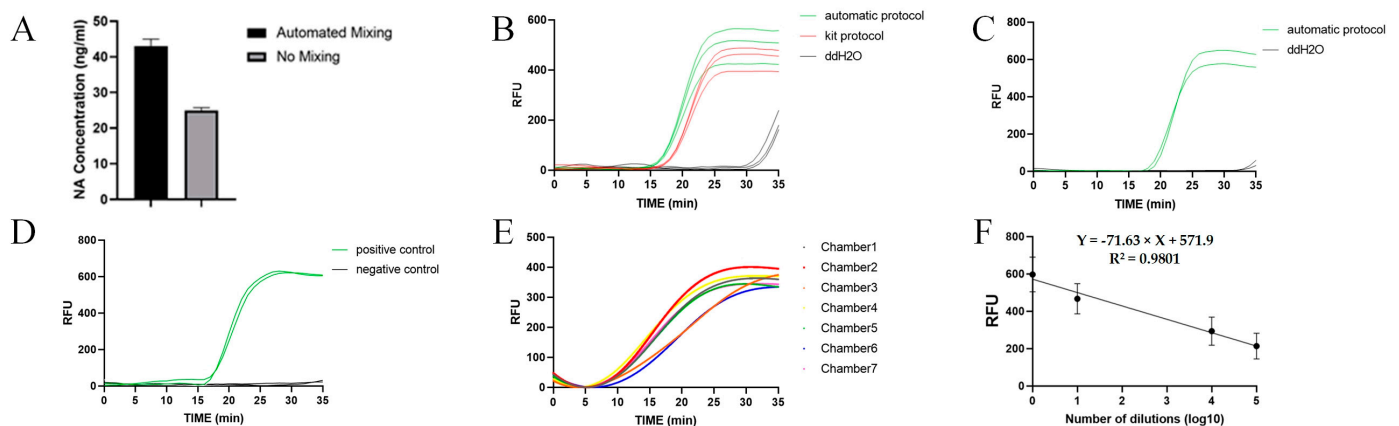 A
NA Concentration (ng/ml)
50
40
30
20
10
0
Automated Mixing
No Mixing
B
RFU
600
400
200
0
0 5 10 15 20 25 30 35
TIME (min)
automatic protocol
kit protocol
ddH2O
C
RFU
800
600
400
200
0
0 5 10 15 20 25 30 35
TIME (min)
automatic protocol
ddH2O
D
RFU
800
600
400
200
0
0 5 10 15 20 25 30 35
TIME (min)
positive control
negative control
E
RFU
500
400
300
200
100
0
0 5 10 15 20 25 30 35
TIME (min)
Chamber1
Chamber2
Chamber3
Chamber4
Chamber5
Chamber6
Chamber7
F
Y = -71.63 × X + 571.9
R² = 0.9801
RFU
800
600
400
200
0
0 1 2 3 4 5
Number of dilutions (log10)